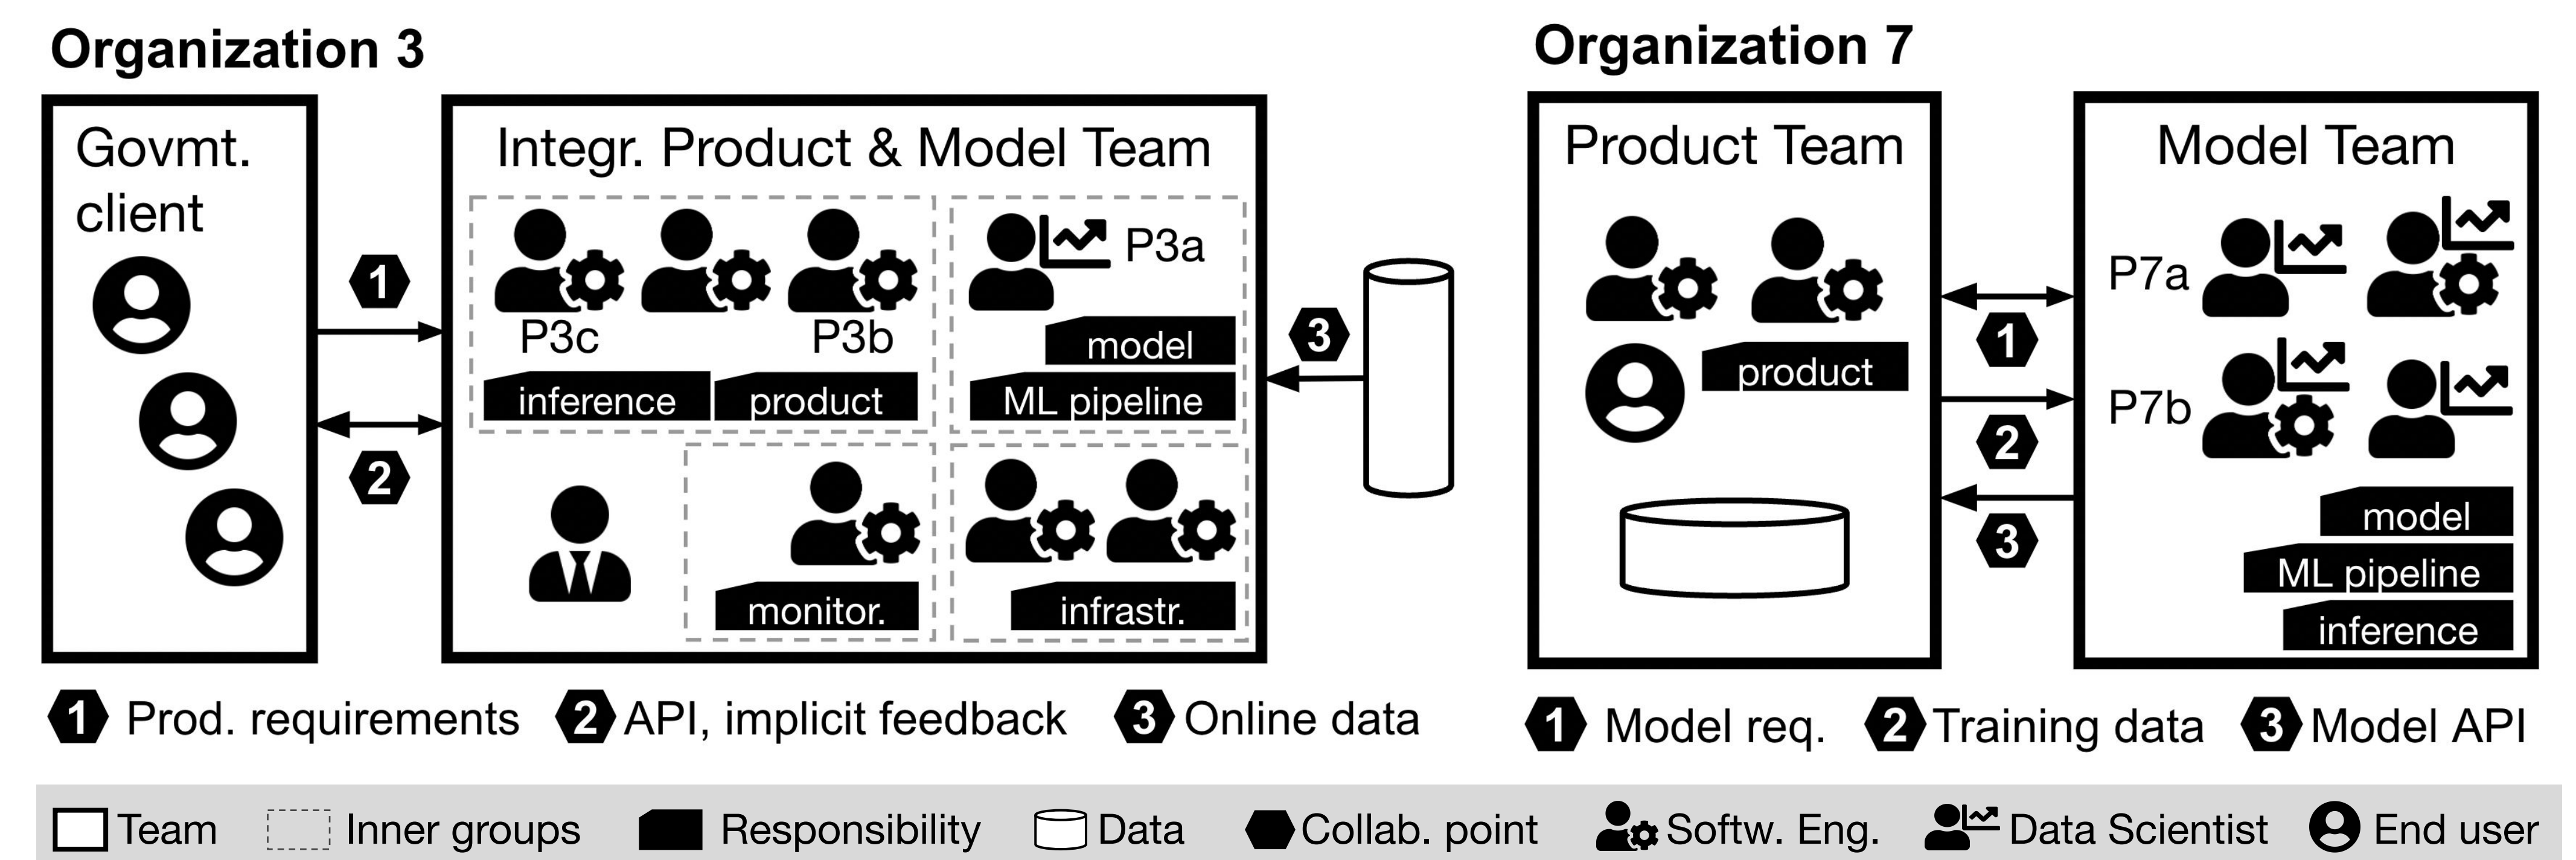 Organization 3
Govmt.
client
1
2
Integr. Product & Model Team
P3c
P3b
inference
product
P3a
model
ML pipeline
monitor.
infrastr.
3
1 Prod. requirements 2 API, implicit feedback 3 Online data
Organization 7
Product Team
product
1
2
3
Model Team
P7a
P7b
model
ML pipeline
inference
1 Model req. 2 Training data 3 Model API
Team Inner groups Responsibility Data Collab. point Softw. Eng. Data Scientist End user